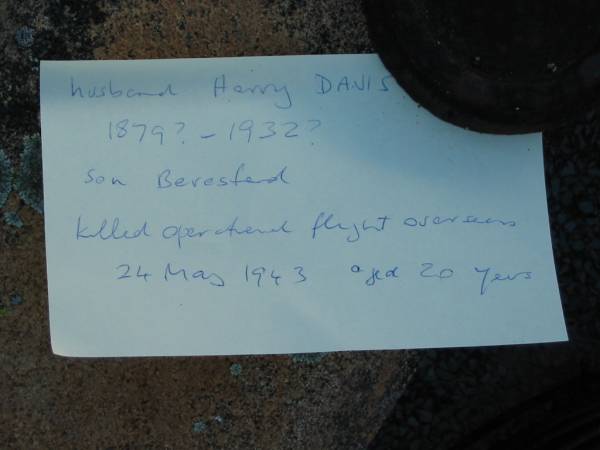 husband Harry DAVIS
1879? - 1932?
Son Beresford
killed operational flight overseas
24 May 1943 aged 20 years